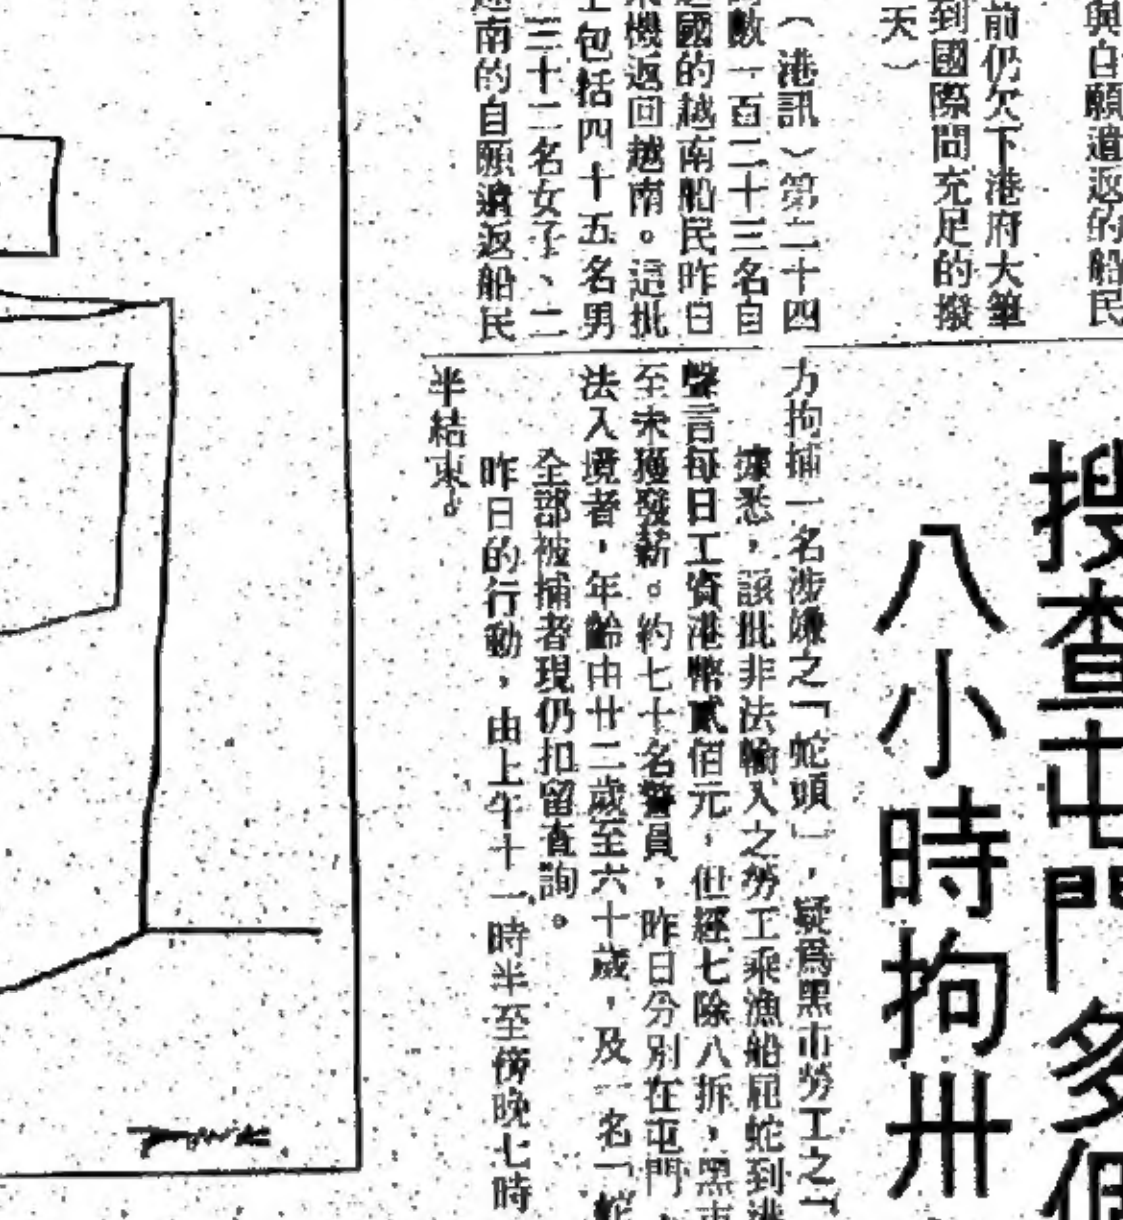 與自願遣返的船民
前仍欠下港府大筆
到國際間充足的撥
天）
（港訊）第二十四
數一百二十三名自
國的越南船民昨日
機返回越南。這批
包括四十五名男
三十二名女子、二
南的自願遣返船民
搜查屯門多
八小時拘卅
方拘捕一名涉嫌之「蛇頭」，疑為黑市勞工之「
據悉，該批非法輸入之勞工乘漁船屈蛇到港
聲言每日工資港幣貳佰元，但經七除八拆，黑市
至未獲發薪。約七十名警員，昨日分別在屯門
法入境者，年齡由廿二歲至六十歲，及一名「蛇
全部被捕者現仍扣留查詢。
昨日的行動，由上午十一時半至傍晚七時
半結束。